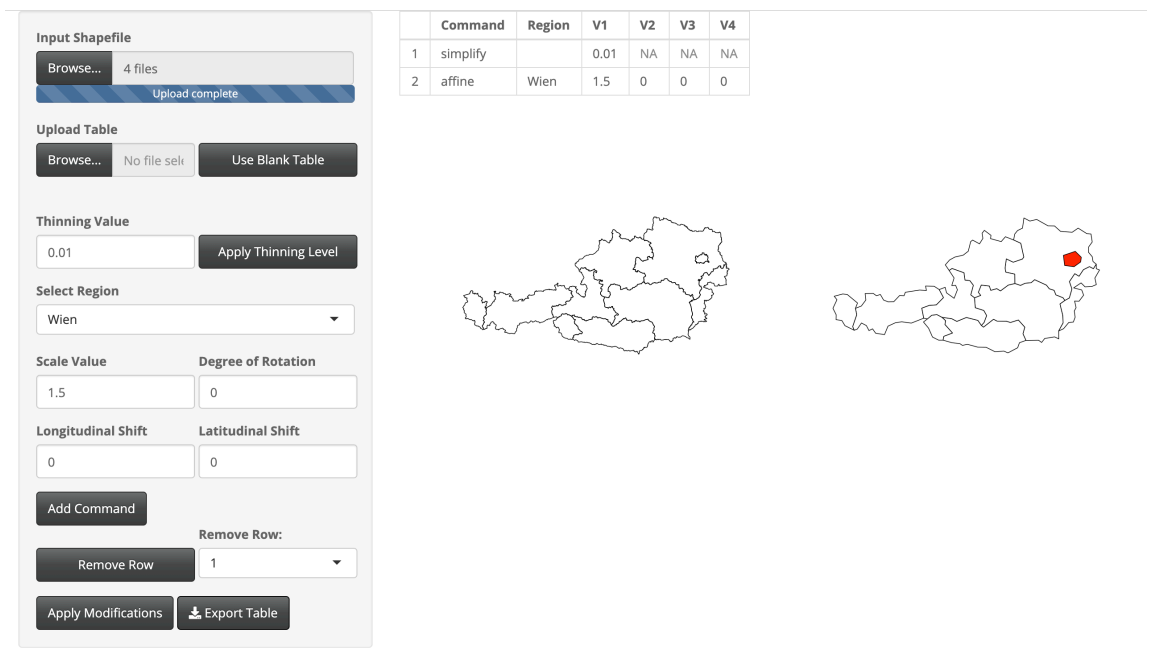 Input Shapefile
Browse... 4 files
Upload complete
Upload Table
Browse... No file sele Use Blank Table
Thinning Value
0.01 Apply Thinning Level
Select Region
Wien
Scale Value Degree of Rotation
1.5 0
Longitudinal Shift Latitudinal Shift
0 0
Add Command
Remove Row:
Remove Row 1
Apply Modifications Export Table
Command Region V1 V2 V3 V4
1 simplify 0.01 NA NA NA
2 affine Wien 1.5 0 0 0